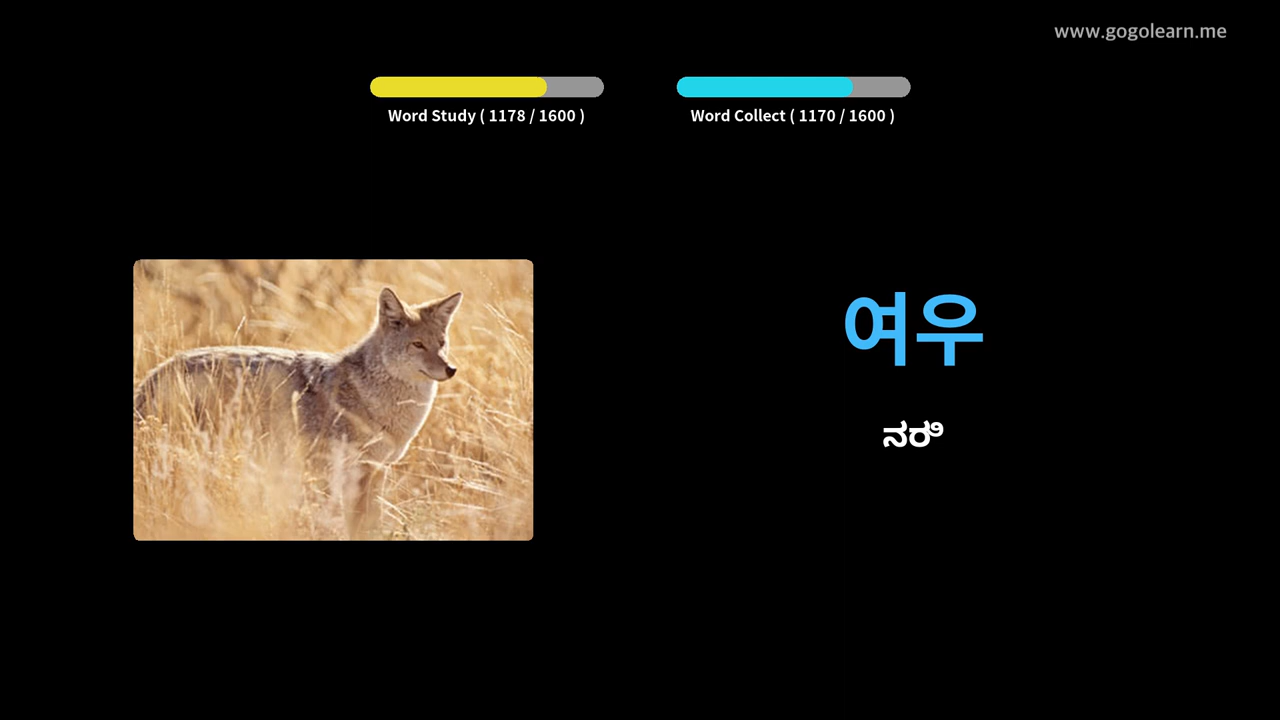 www.gogolearn.me
Word Study ( 1178 / 1600 )
Word Collect ( 1170 / 1600 )
여우
ನರಿ